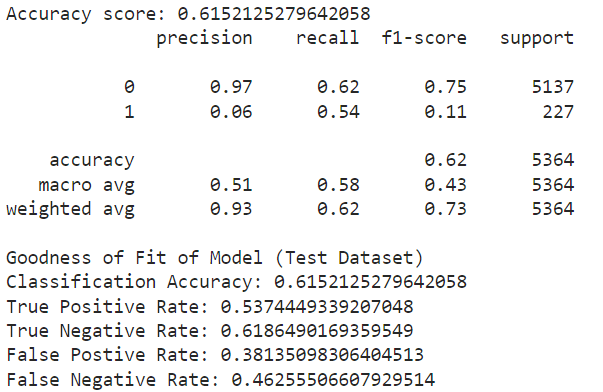 Accuracy score: 0.6152125279642058
precision recall f1-score support
0 0.97 0.62 0.75 5137
1 0.06 0.54 0.11 227
accuracy 0.62 5364
macro avg 0.51 0.58 0.43 5364
weighted avg 0.93 0.62 0.73 5364
Goodness of Fit of Model (Test Dataset)
Classification Accuracy: 0.6152125279642058
True Positive Rate: 0.5374449339207048
True Negative Rate: 0.6186490169359549
False Postive Rate: 0.38135098306404513
False Negative Rate: 0.46255506607929514